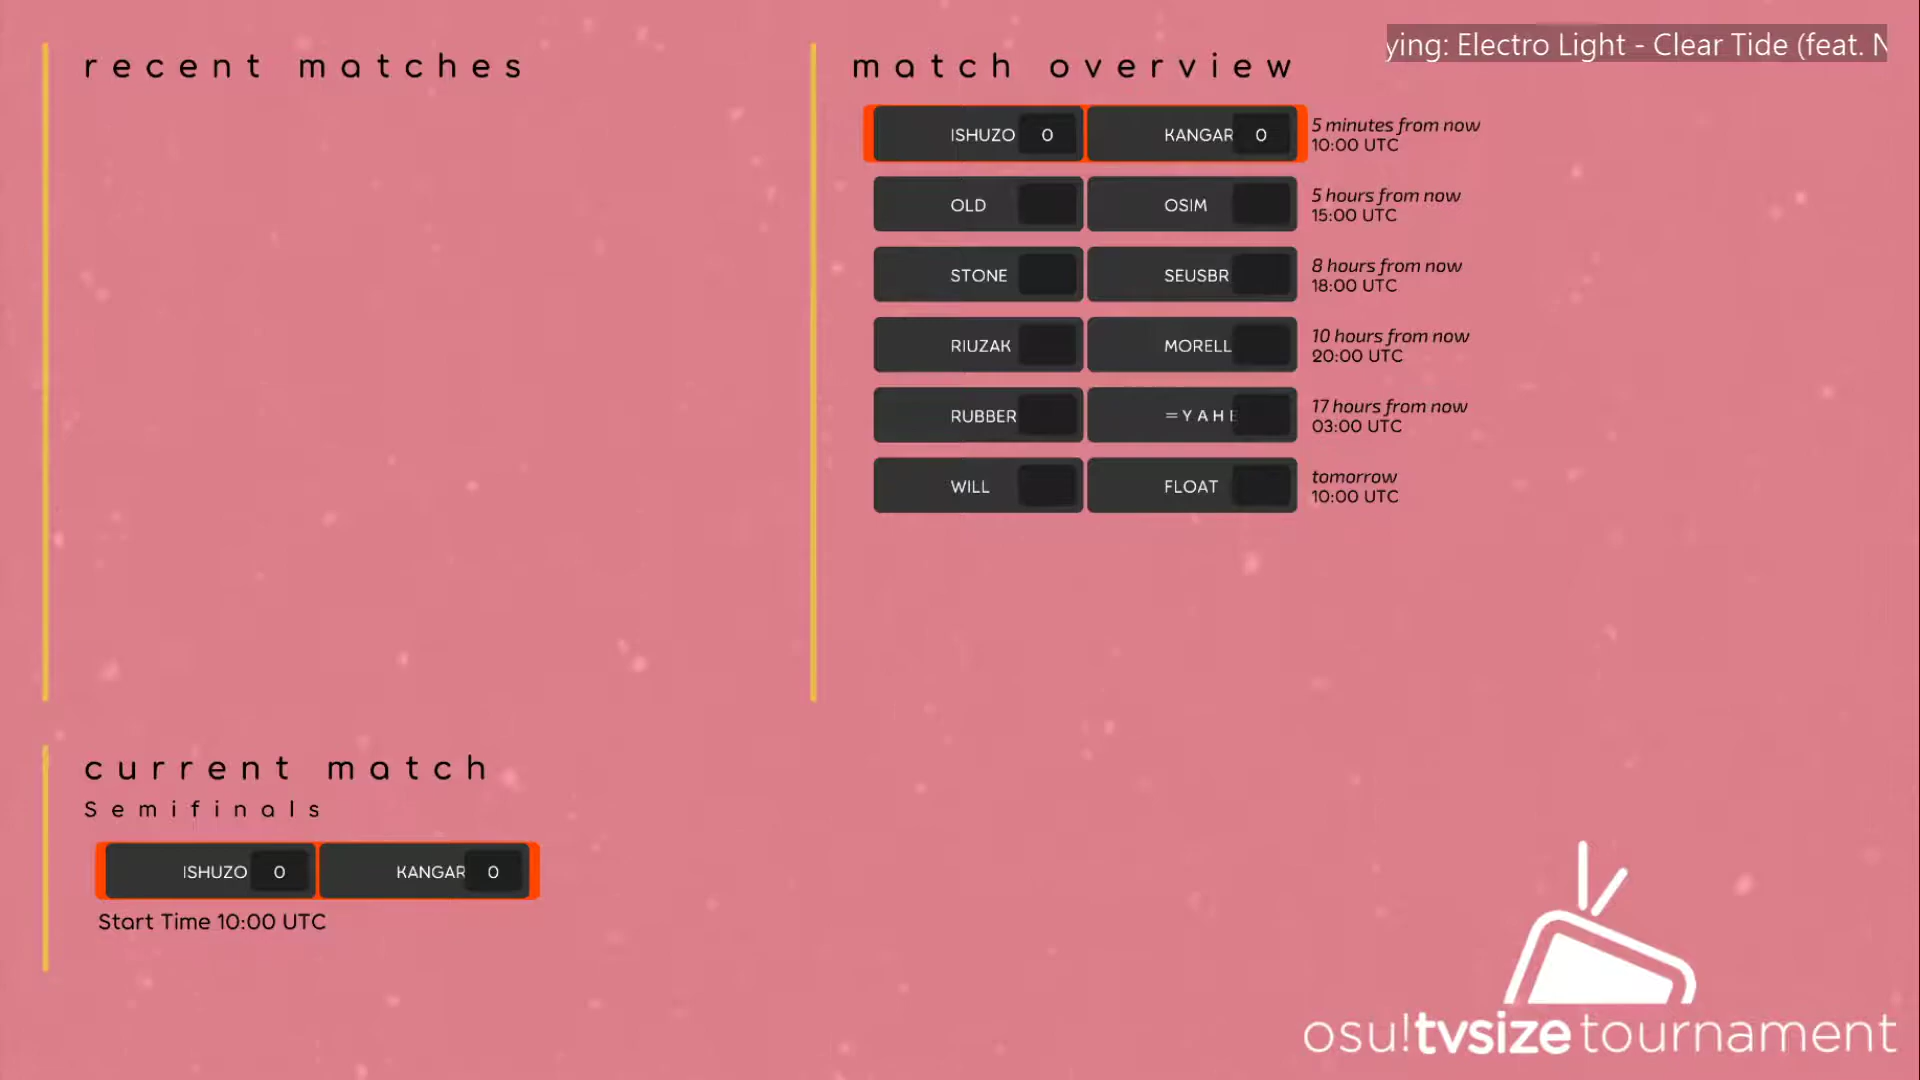 recent matches
match overview
ying: Electro Light - Clear Tide (feat. N
ISHUZO 0 KANGAR 0
5 minutes from now
10:00 UTC
OLD OSIM
5 hours from now
15:00 UTC
STONE SEUSBR
8 hours from now
18:00 UTC
RIUZAK MORELL
10 hours from now
20:00 UTC
RUBBER =YAHE
17 hours from now
03:00 UTC
WILL FLOAT
tomorrow
10:00 UTC
current match
Semifinals
ISHUZO 0 KANGAR 0
Start Time 10:00 UTC
osu!tvsizetournament